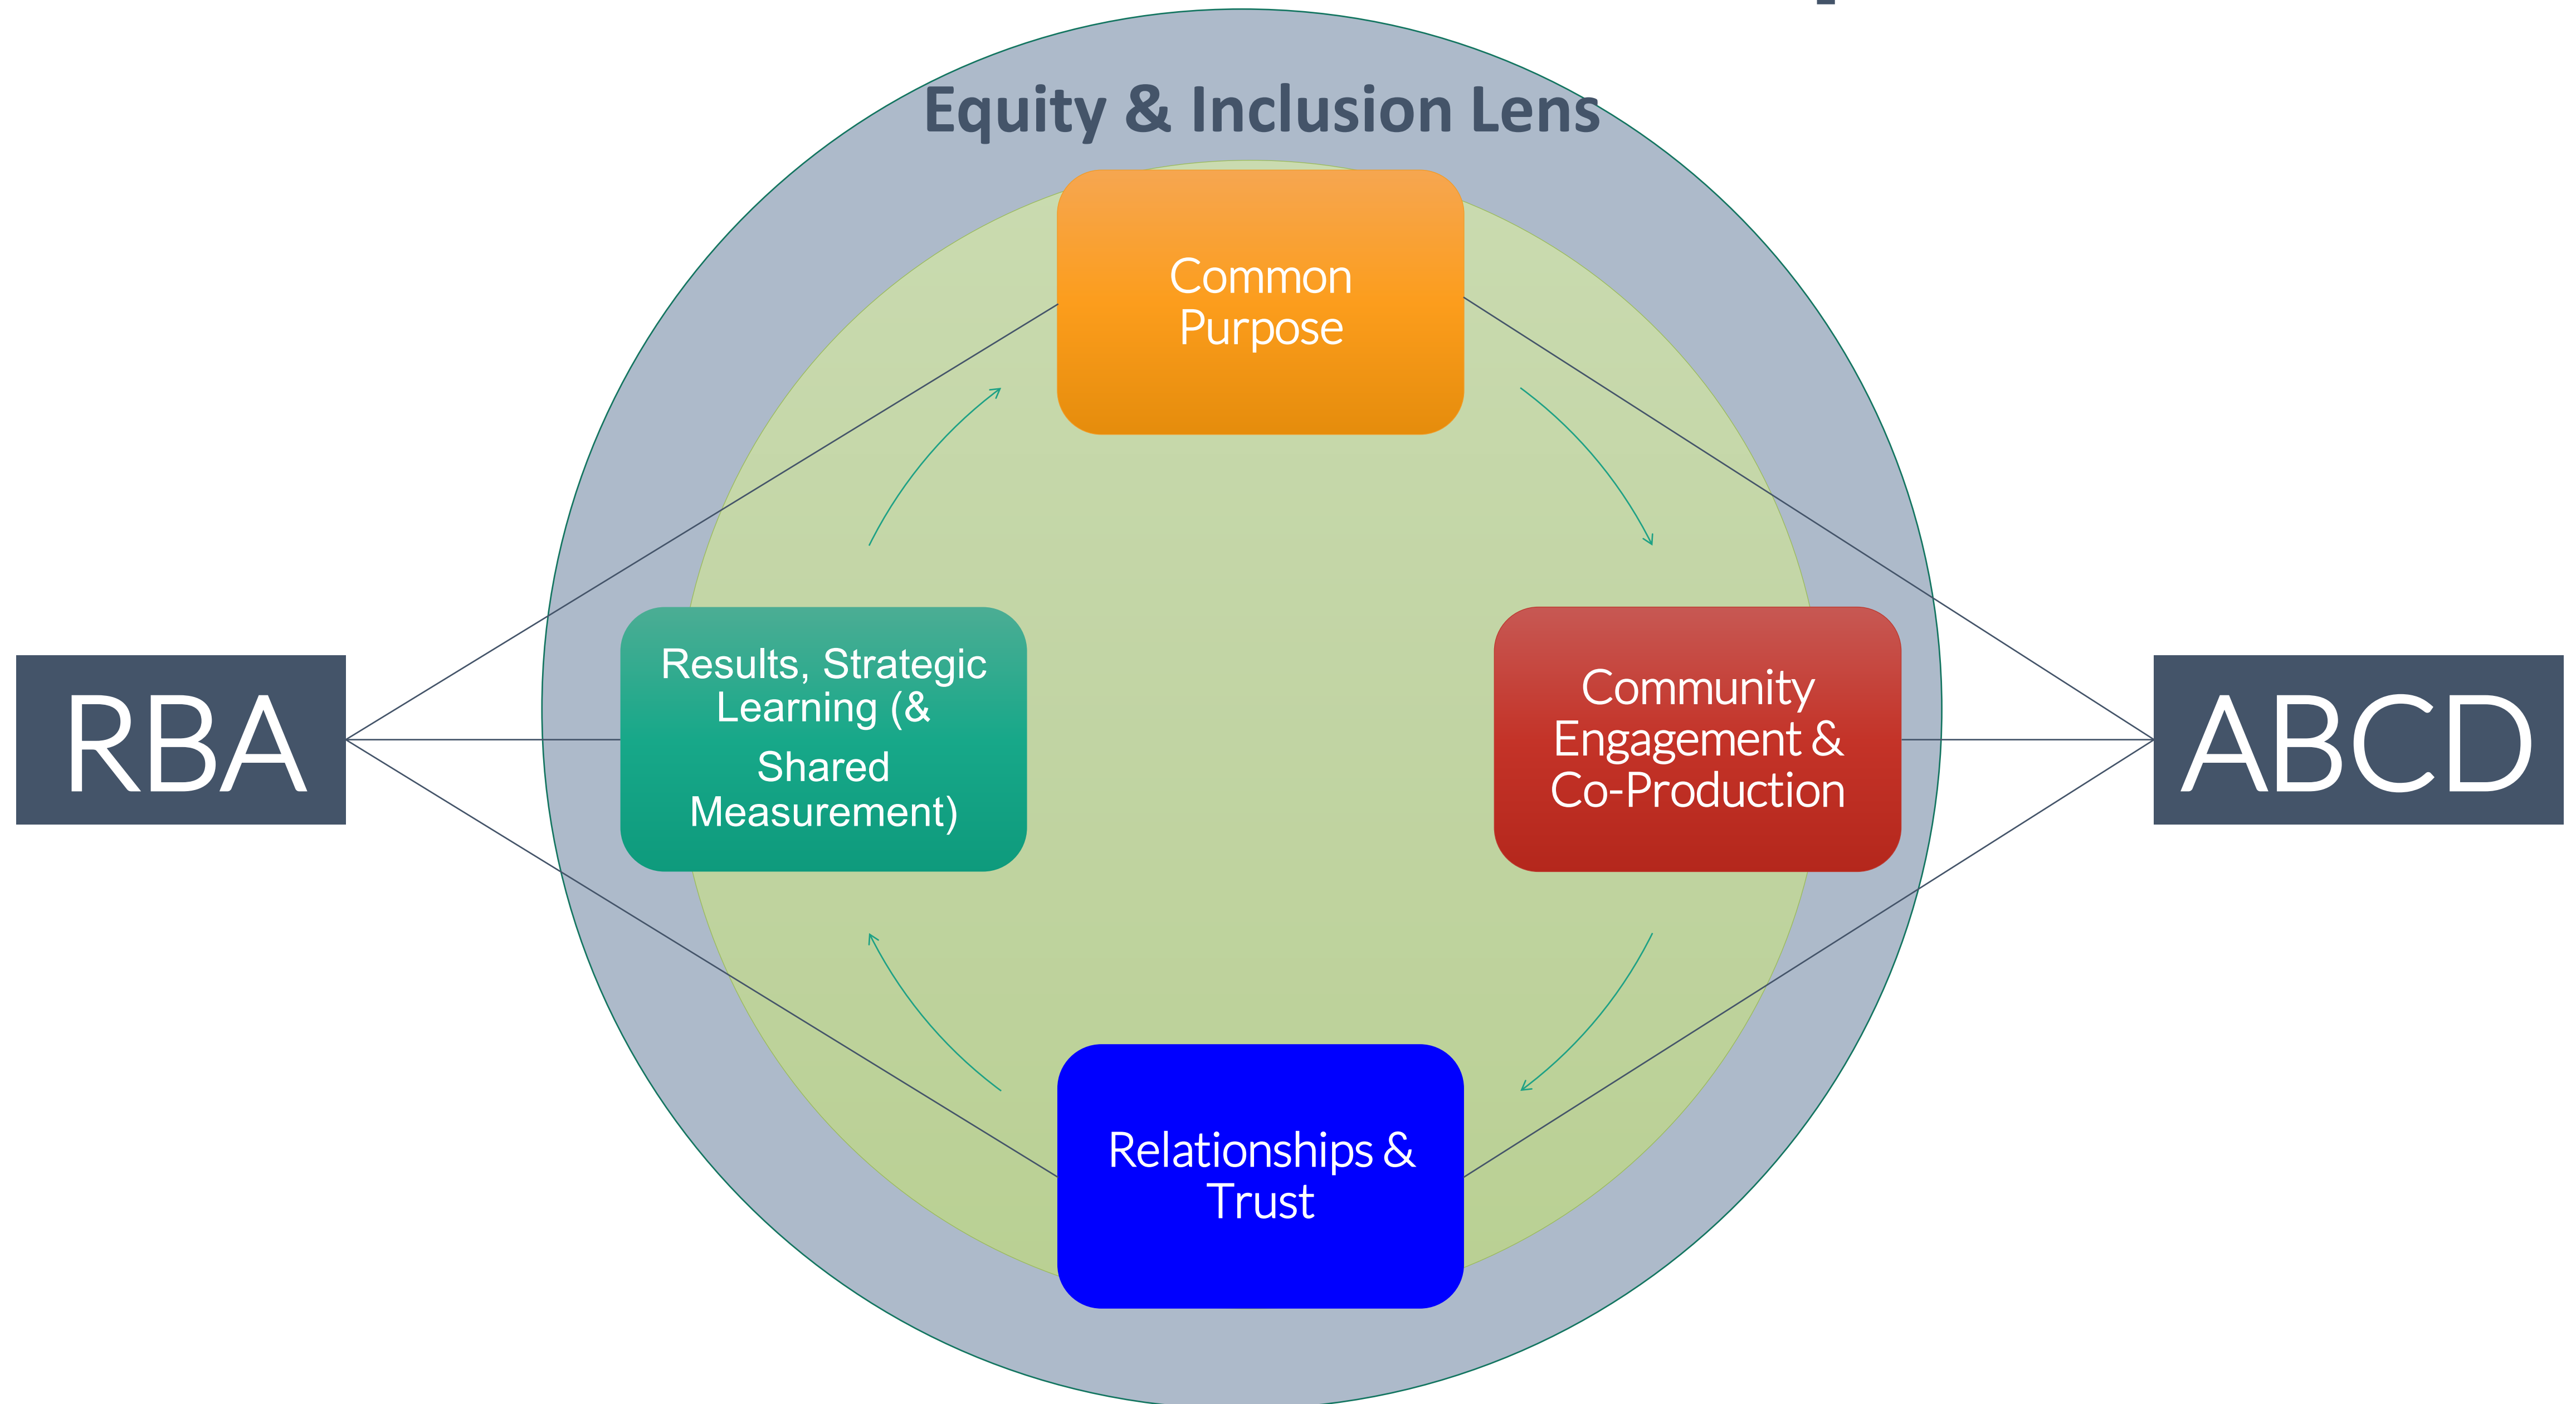 Equity & Inclusion Lens
Common
Purpose
RBA
Results, Strategic
Learning (&
Shared
Measurement)
Community
Engagement &
Co-Production
ABCD
Relationships &
Trust